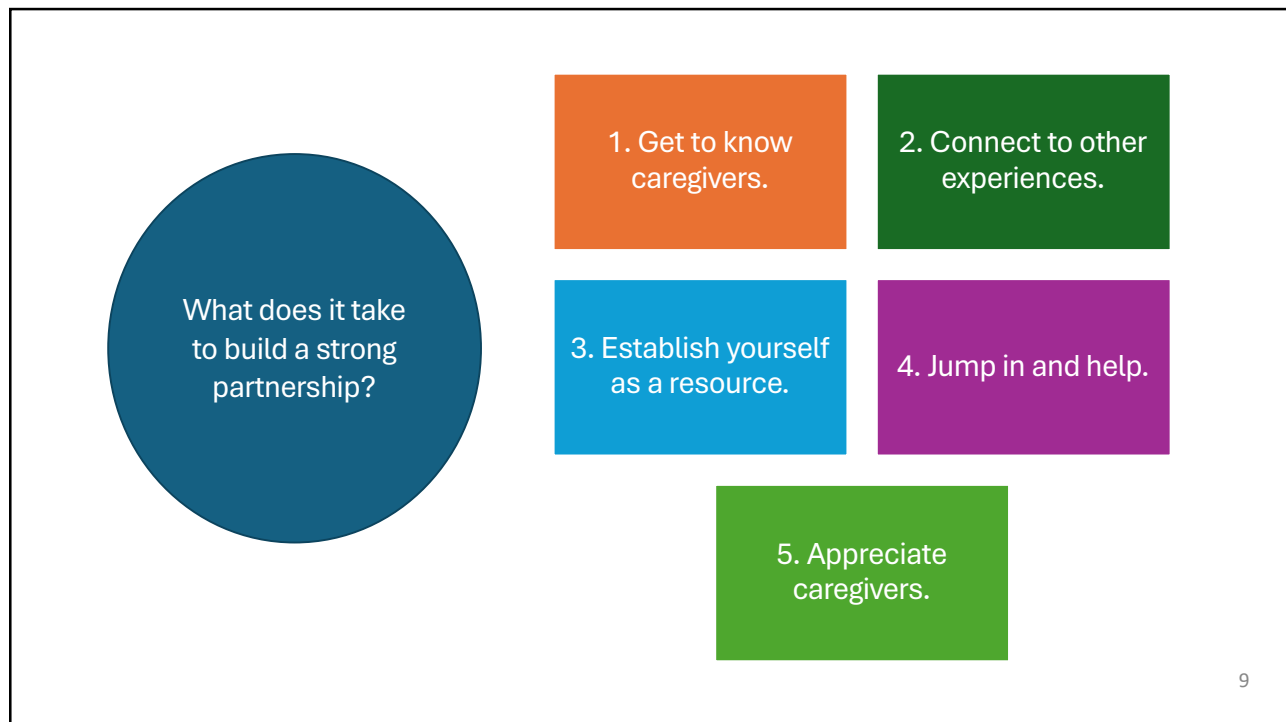 What does it take
to build a strong
partnership?
1. Get to know
caregivers.
2. Connect to other
experiences.
3. Establish yourself
as a resource.
4. Jump in and help.
5. Appreciate
caregivers.
9